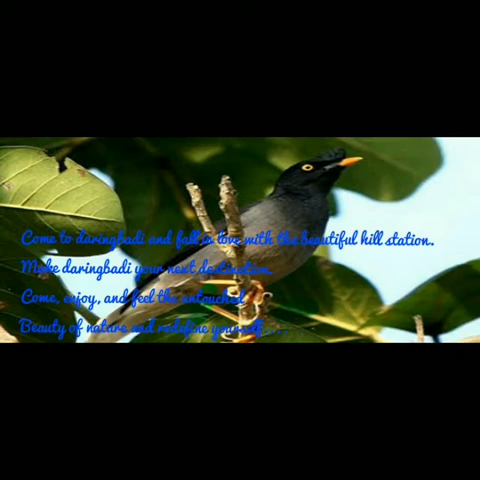 Come to daringbadi and fall in love with the beautiful hill station.
Make daringbadi your next destination.
Come, enjoy, and feel the untouched
Beauty of nature and redefine yourself....